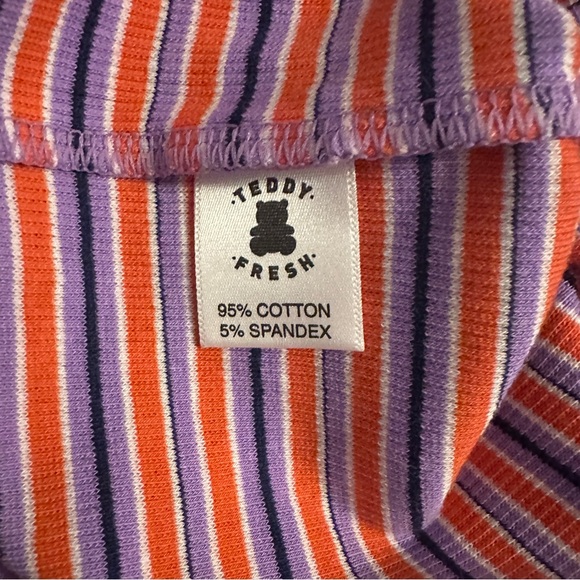 ·TEDDY·
·FRESH·
95% COTTON
5% SPANDEX